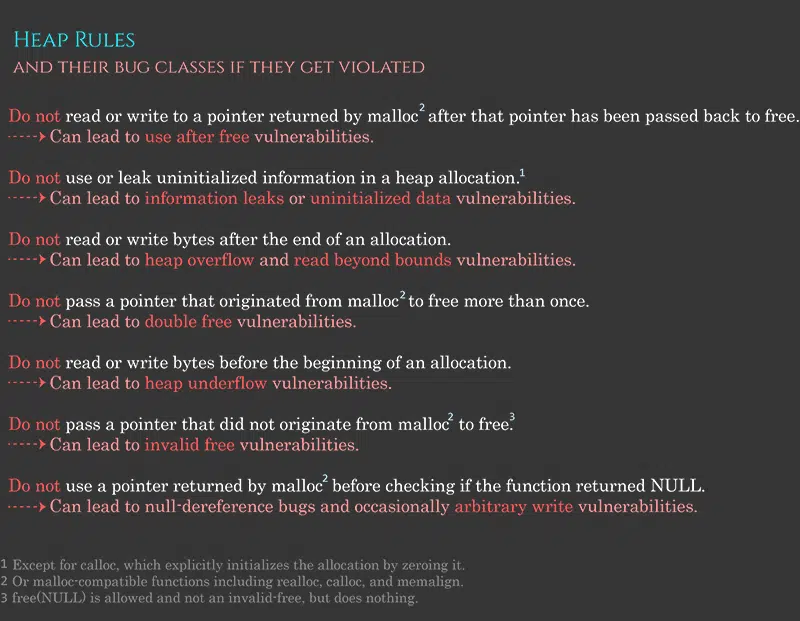 Heap Rules
AND THEIR BUG CLASSES IF THEY GET VIOLATED
Do not read or write to a pointer returned by malloc² after that pointer has been passed back to free.
Can lead to use after free vulnerabilities.
Do not use or leak uninitialized information in a heap allocation.¹
Can lead to information leaks or uninitialized data vulnerabilities.
Do not read or write bytes after the end of an allocation.
Can lead to heap overflow and read beyond bounds vulnerabilities.
Do not pass a pointer that originated from malloc² to free more than once.
Can lead to double free vulnerabilities.
Do not read or write bytes before the beginning of an allocation.
Can lead to heap underflow vulnerabilities.
Do not pass a pointer that did not originate from malloc² to free.³
Can lead to invalid free vulnerabilities.
Do not use a pointer returned by malloc² before checking if the function returned NULL.
Can lead to null-dereference bugs and occasionally arbitrary write vulnerabilities.
1 Except for calloc, which explicitly initializes the allocation by zeroing it.
2 Or malloc-compatible functions including realloc, calloc, and memalign.
3 free(NULL) is allowed and not an invalid-free, but does nothing.